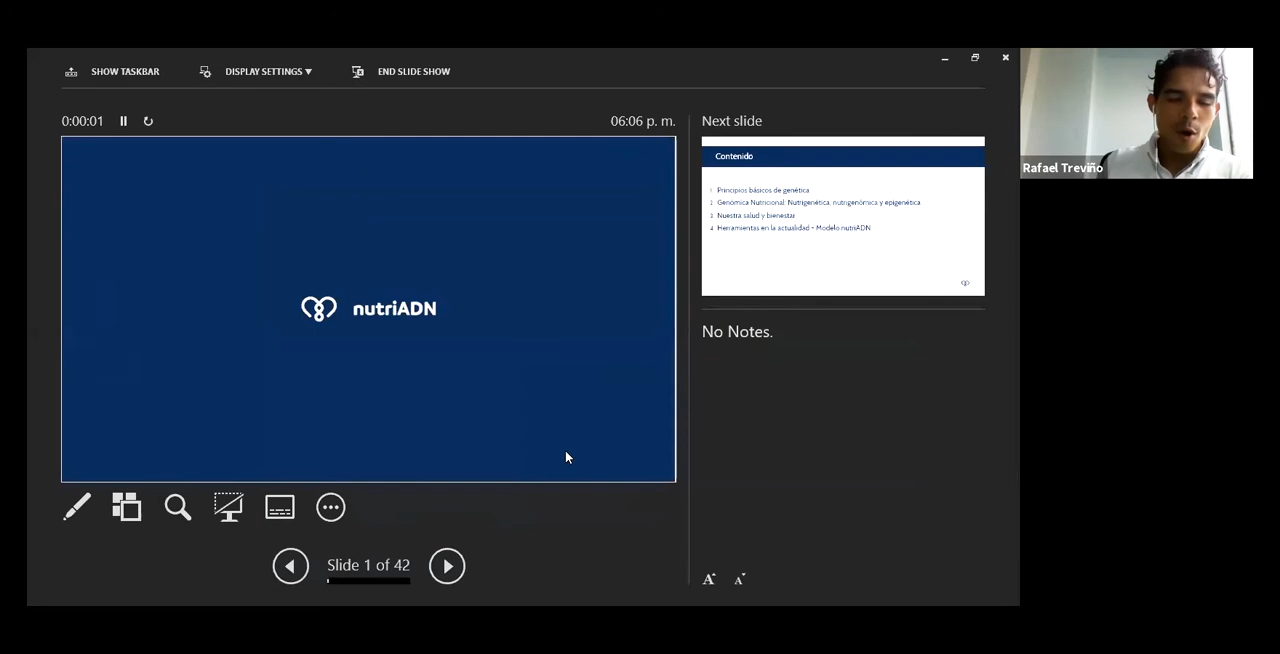 SHOW TASKBAR
DISPLAY SETTINGS ▼
END SLIDE SHOW
0:00:01
06:06 p. m.
nutriADN
Slide 1 of 42
Next slide
Contenido
1 Principios básicos de genética
2 Genómica Nutricional: Nutrigenética, nutrigenómica y epigenética
3 Nuestra salud y bienestar
4 Herramientas en la actualidad - Modelo nutriADN
No Notes.
A A
Rafael Treviño